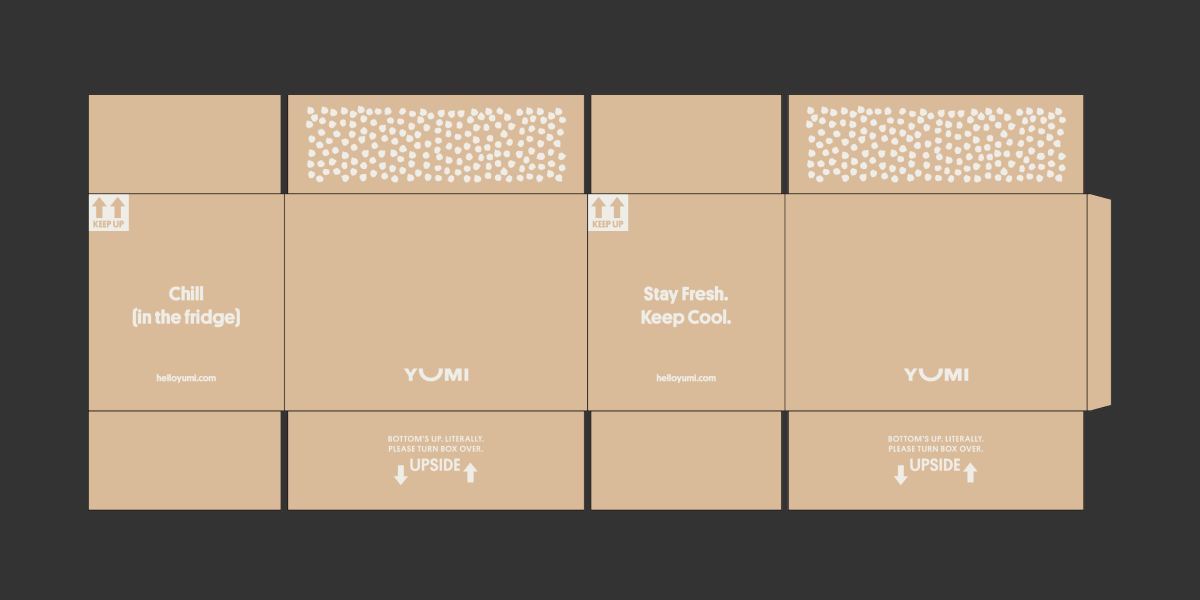 KEEP UP
Chill
(in the fridge)
helloyumi.com
YUMI
BOTTOM'S UP. LITERALLY.
PLEASE TURN BOX OVER.
UPSIDE
KEEP UP
Stay Fresh.
Keep Cool.
helloyumi.com
YUMI
BOTTOM'S UP. LITERALLY.
PLEASE TURN BOX OVER.
UPSIDE